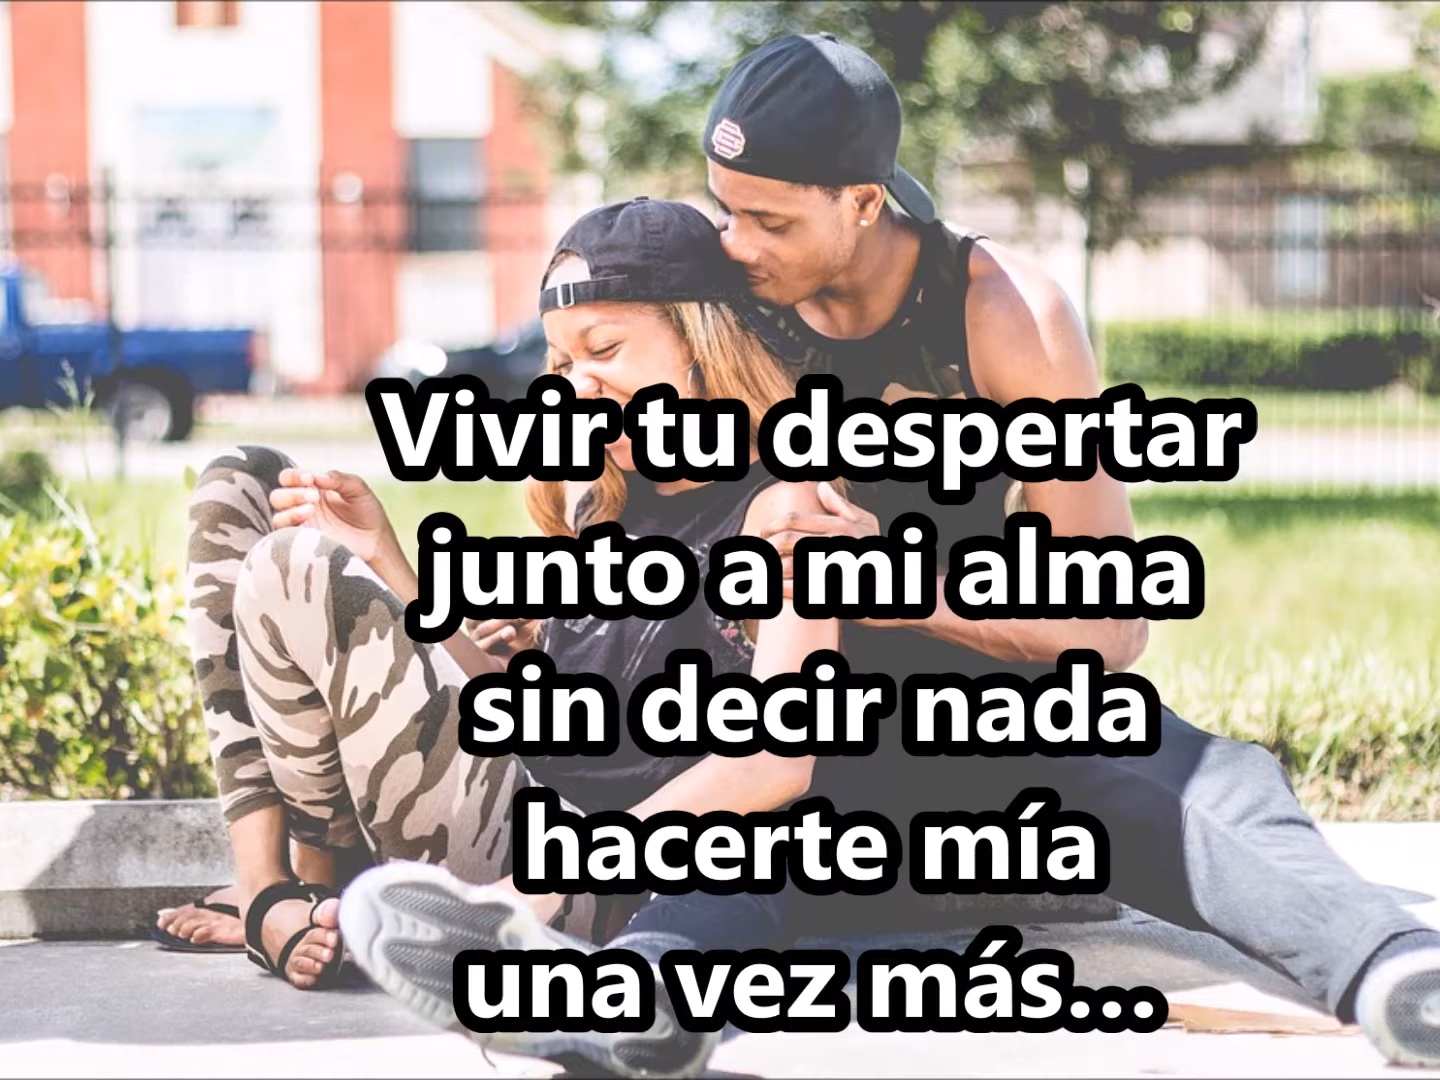 Vivir tu despertar
junto a mi alma
sin decir nada
hacerte mía
una vez más...